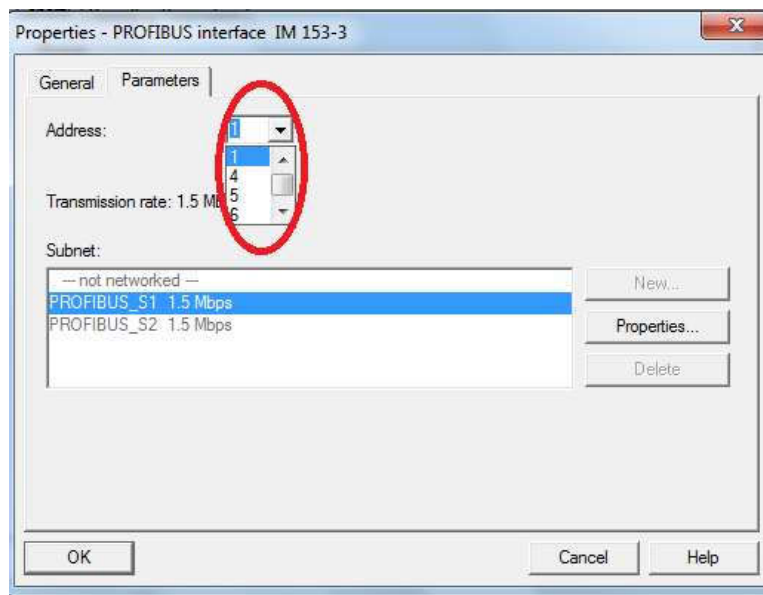 Properties - PROFIBUS interface IM 153-3
General Parameters
Address:
1
1
4
5
6
Transmission rate: 1.5
Subnet:
--- not networked ---
PROFIBUS_S1 1.5 Mbps
PROFIBUS_S2 1.5 Mbps
New...
Properties...
Delete
OK
Cancel
Help